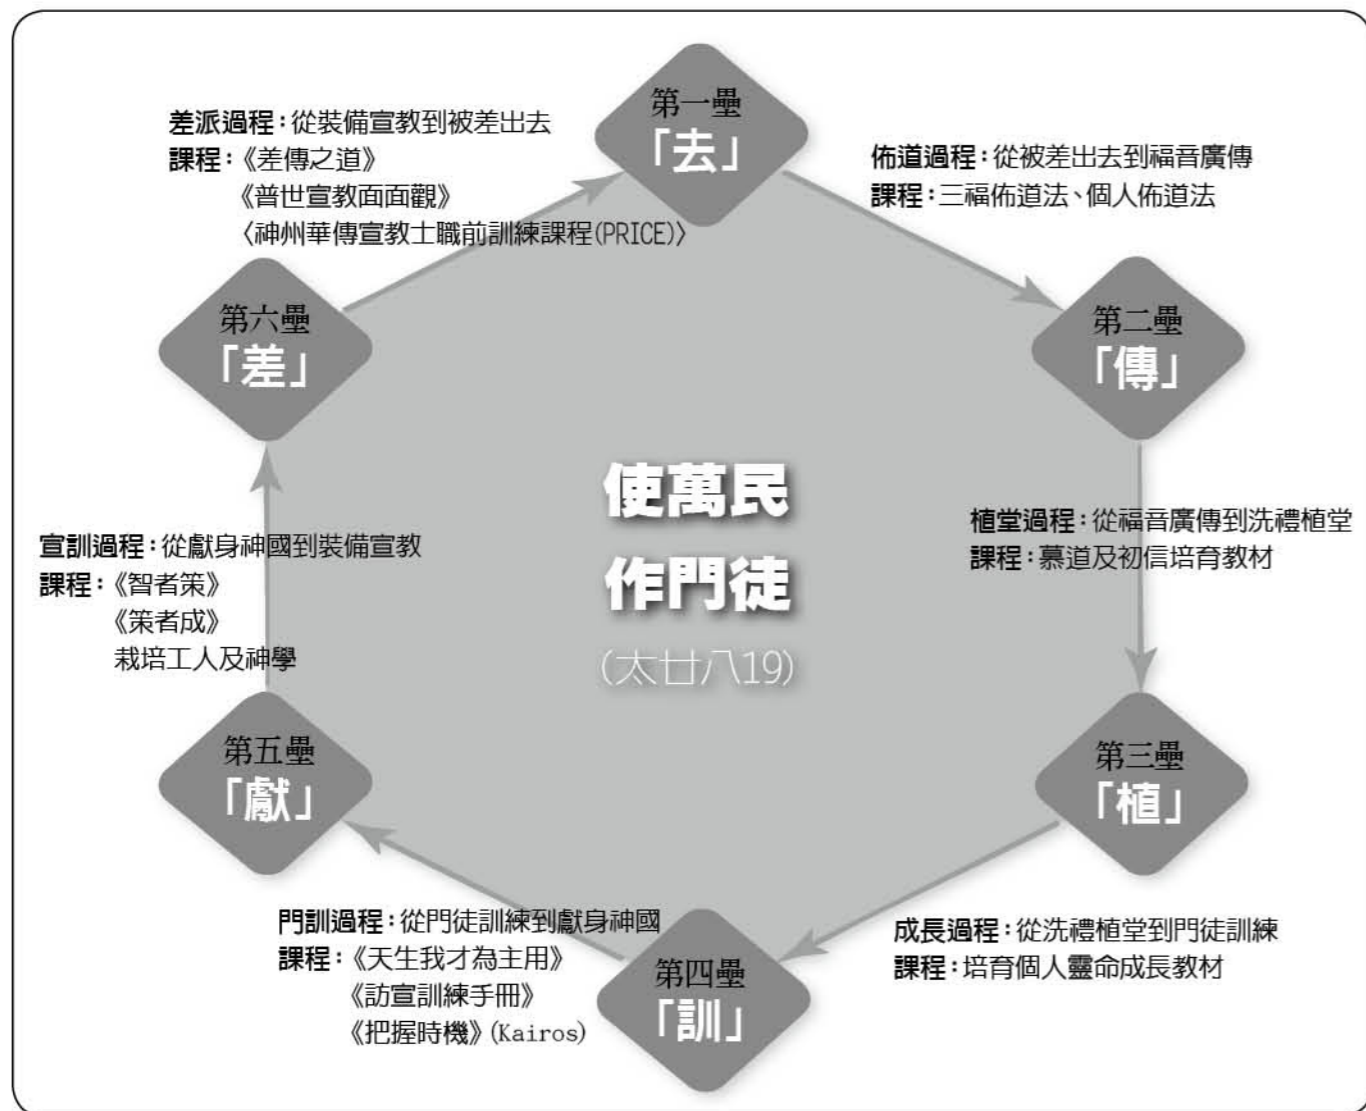 第一壘
「去」
差派過程：從裝備宣教到被差出去
課程：《差傳之道》
《普世宣教面面觀》
〈神州華傳宣教士職前訓練課程(PRICE)〉
佈道過程：從被差出去到福音廣傳
課程：三福佈道法、個人佈道法
第六壘
「差」
第二壘
「傳」
使萬民
作門徒
（太廿八19）
宣訓過程：從獻身神國到裝備宣教
課程：《智者策》
《策者成》
栽培工人及神學
植堂過程：從福音廣傳到洗禮植堂
課程：慕道及初信培育教材
第五壘
「獻」
第三壘
「植」
門訓過程：從門徒訓練到獻身神國
課程：《天生我才為主用》
《訪宣訓練手冊》
《把握時機》(Kairos)
第四壘
「訓」
成長過程：從洗禮植堂到門徒訓練
課程：培育個人靈命成長教材